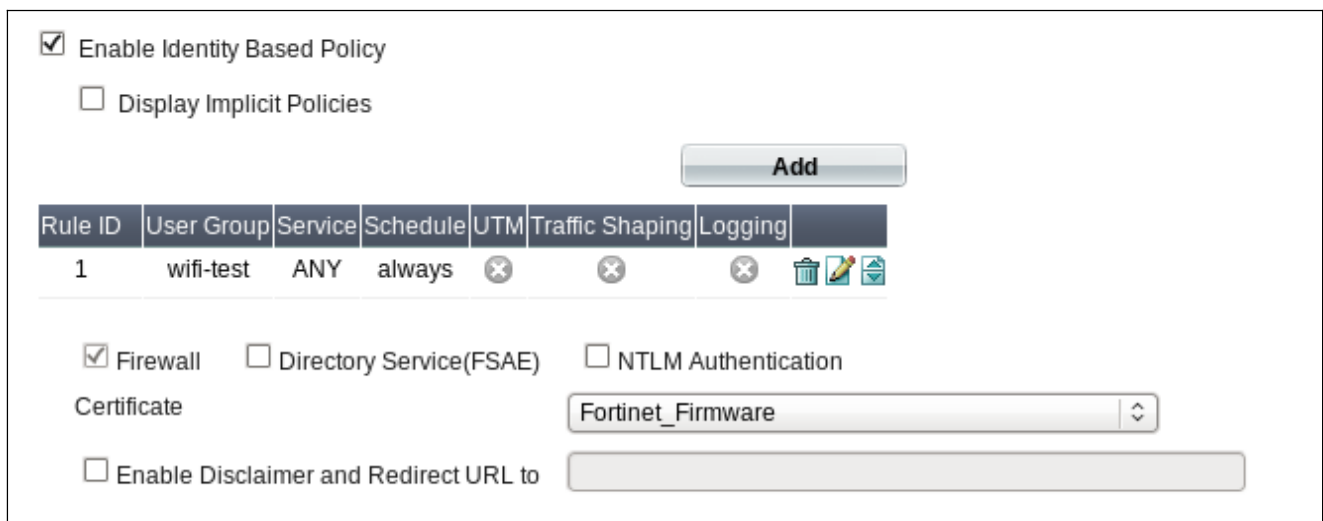 Enable Identity Based Policy
Display Implicit Policies
Add
Rule ID User Group Service Schedule UTM Traffic Shaping Logging
1 wifi-test ANY always
Firewall Directory Service(FSAE) NTLM Authentication
Certificate Fortinet_Firmware
Enable Disclaimer and Redirect URL to